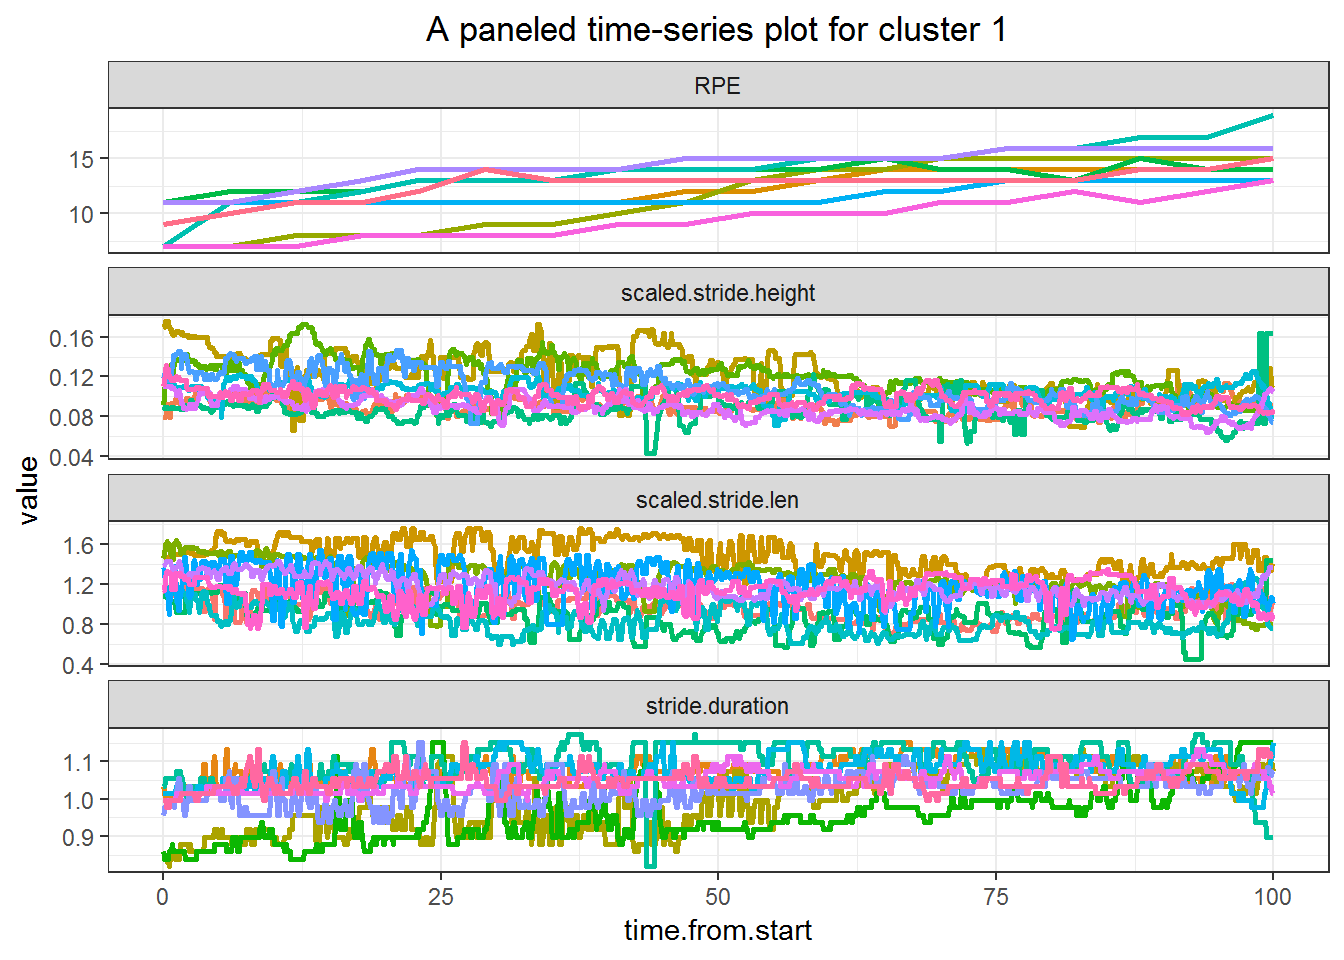 A paneled time-series plot for cluster 1
RPE
15
10
scaled.stride.height
0.16
0.12
0.08
0.04
value
scaled.stride.len
1.6
1.2
0.8
0.4
stride.duration
1.1
1.0
0.9
0 25 50 75 100
time.from.start